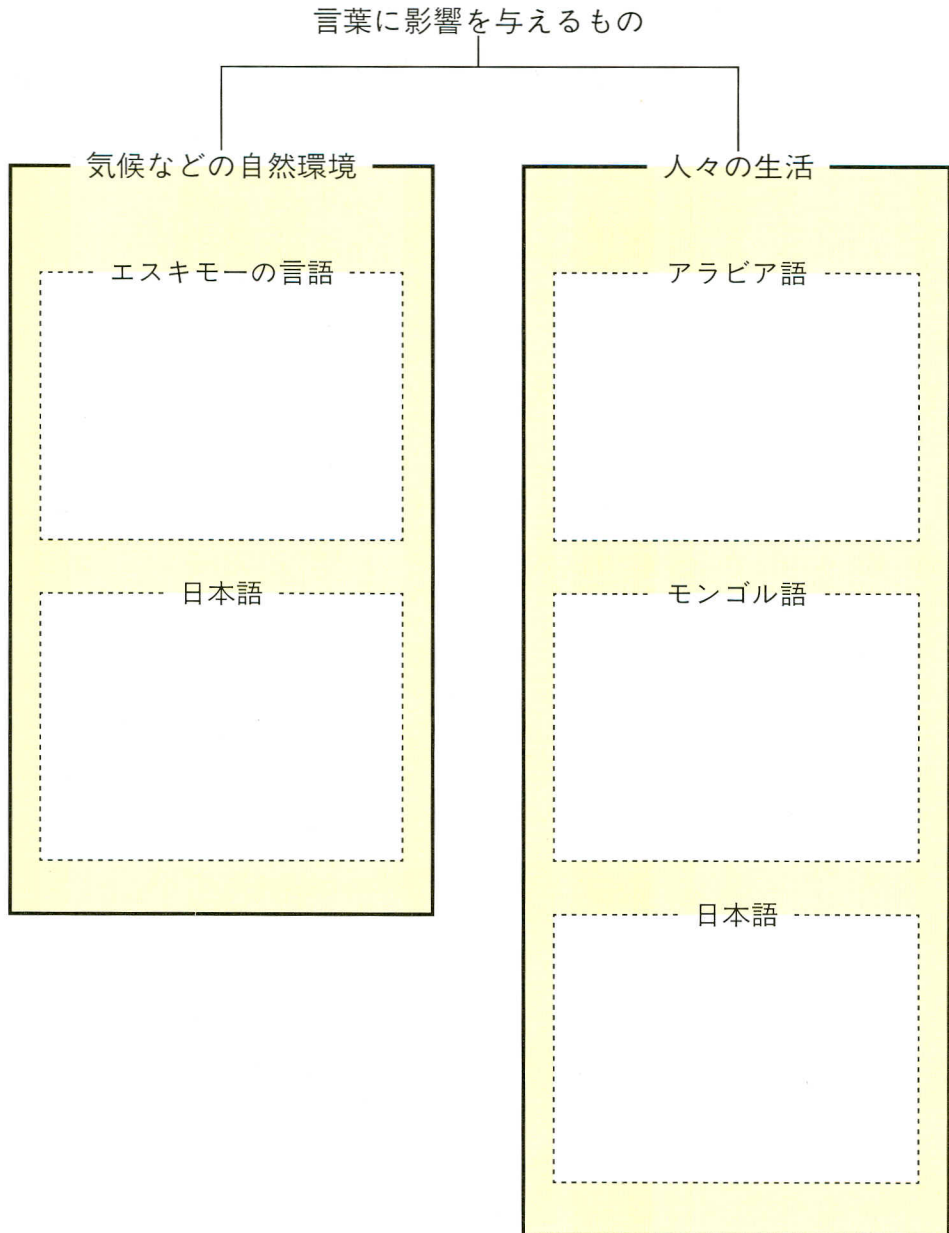 言葉に影響を与えるもの
気候などの自然環境
エスキモーの言語
日本語
人々の生活
アラビア語
モンゴル語
日本語